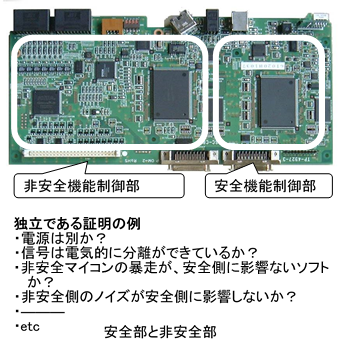 非安全機能制御部
安全機能制御部
独立である証明の例
・電源は別か？
・信号は電気的に分離ができているか？
・非安全マイコンの暴走が、安全側に影響ないソフト
か？
・非安全側のノイズが安全側に影響しないか？
・―――
・etc
安全部と非安全部